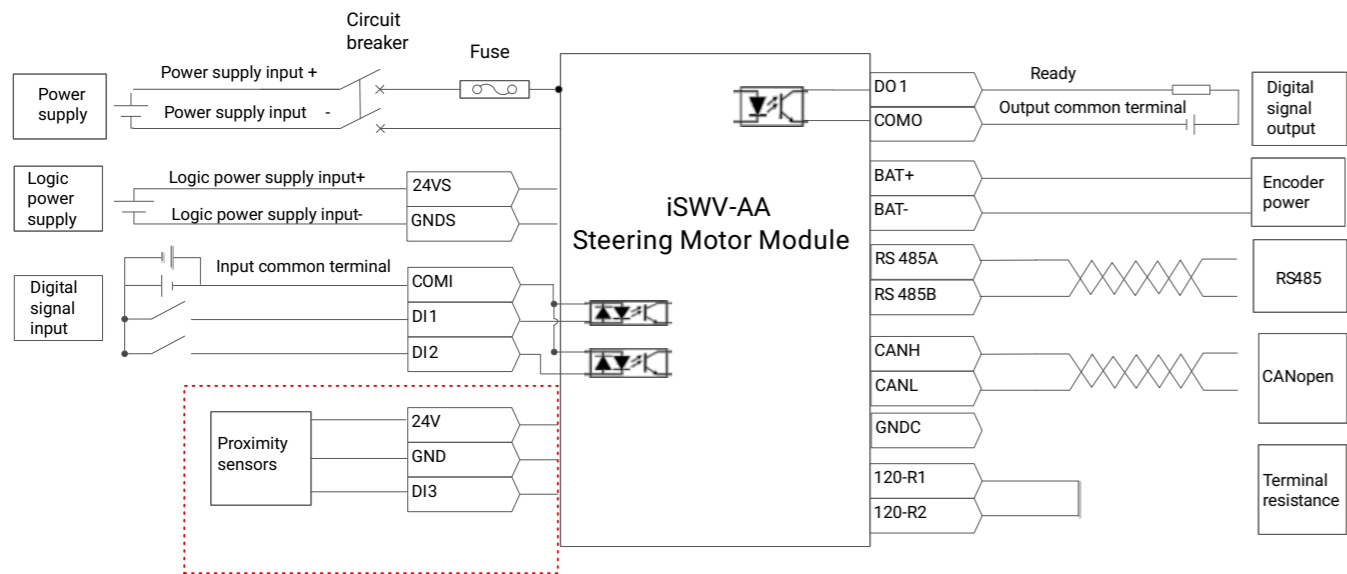 Circuit
breaker
Fuse
Power
supply
Power supply input +
Power supply input -
Logic
power
supply
Logic power supply input+
Logic power supply input-
24VS
GNDS
Digital
signal
input
Input common terminal
COMI
DI1
DI2
Proximity
sensors
24V
GND
DI3
iSWV-AA
Steering Motor Module
DO1
COMO
Ready
Output common terminal
Digital
signal
output
BAT+
BAT-
Encoder
power
RS 485A
RS 485B
RS485
CANH
CANL
CANopen
GNDC
120-R1
120-R2
Terminal
resistance